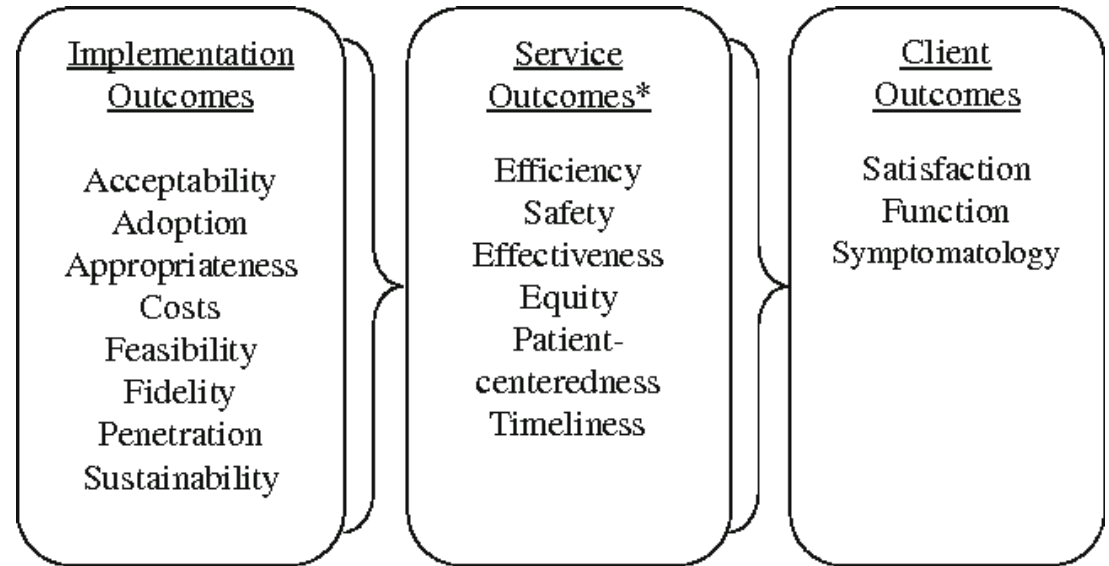 Implementation
Outcomes
Acceptability
Adoption
Appropriateness
Costs
Feasibility
Fidelity
Penetration
Sustainability
Service
Outcomes*
Efficiency
Safety
Effectiveness
Equity
Patient-
centeredness
Timeliness
Client
Outcomes
Satisfaction
Function
Symptomatology